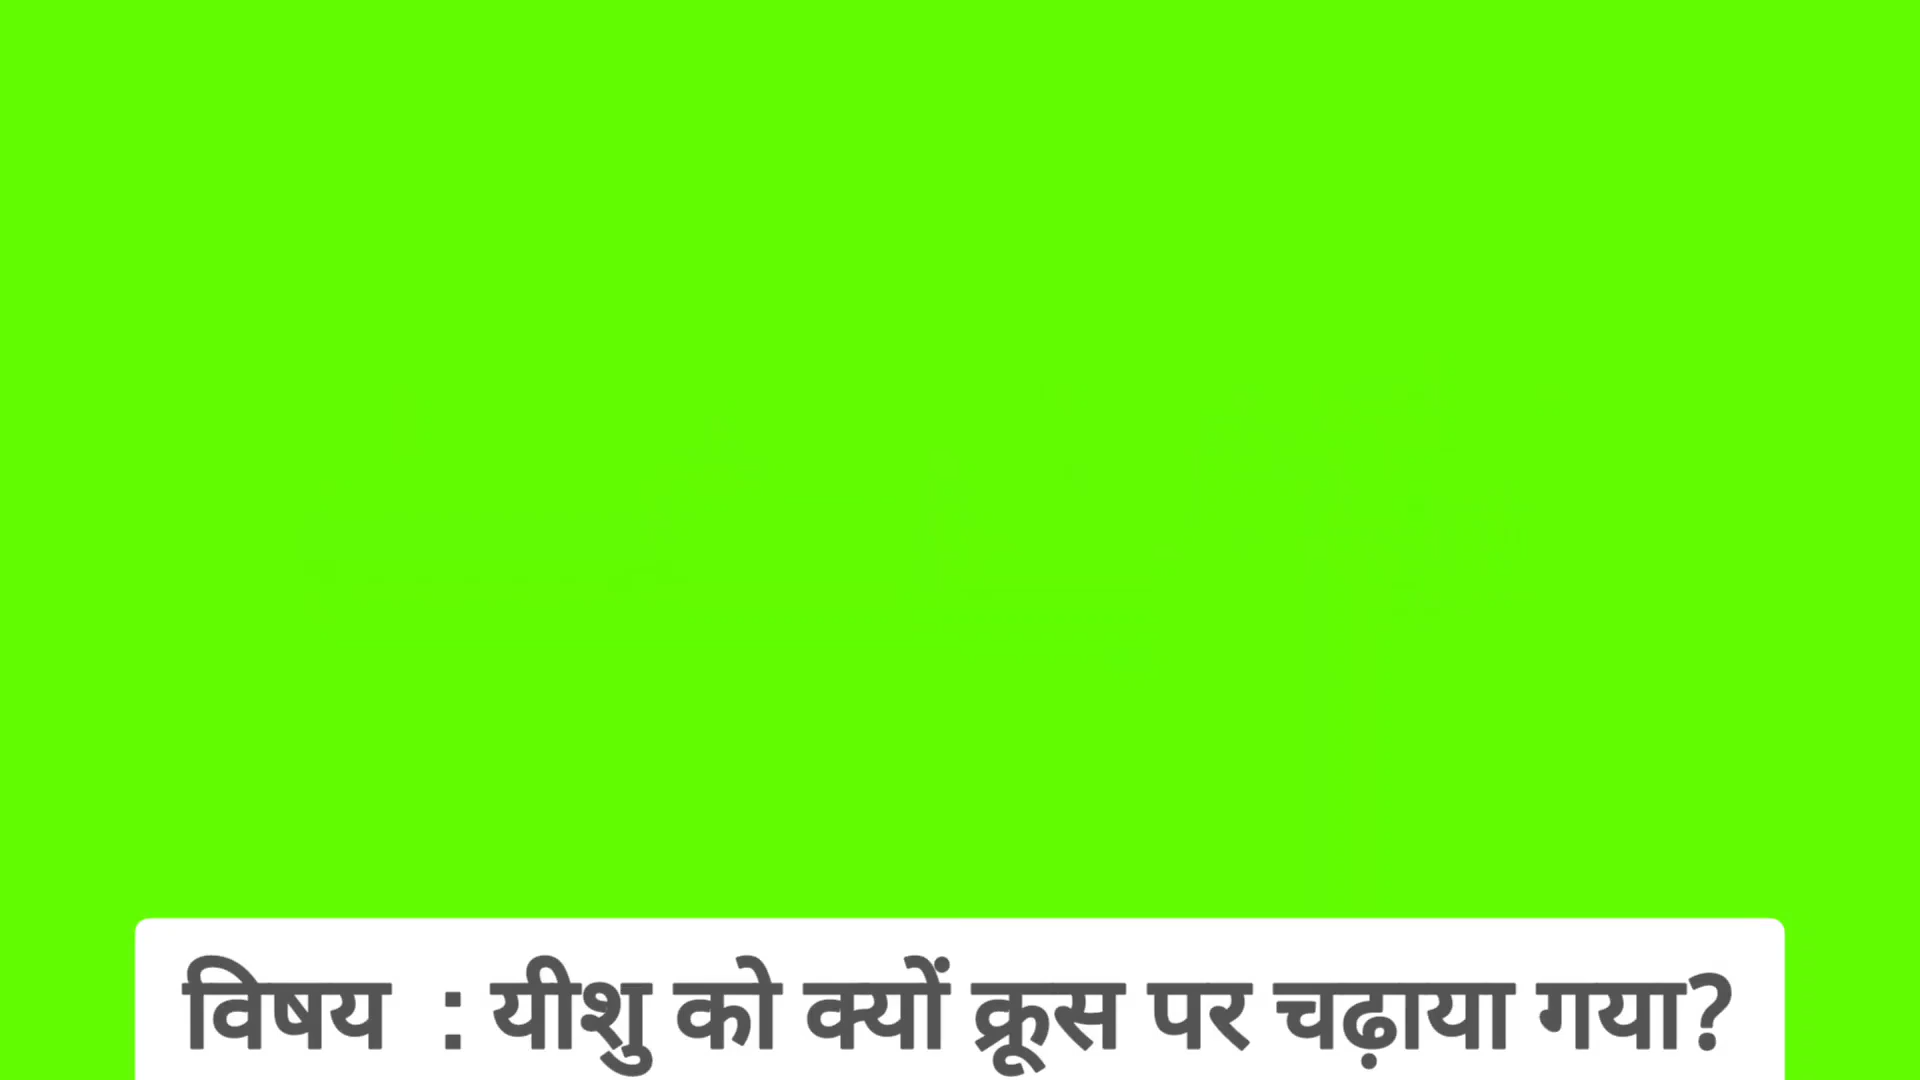 विषय : यीशु को क्यों क्रूस पर चढ़ाया गया?